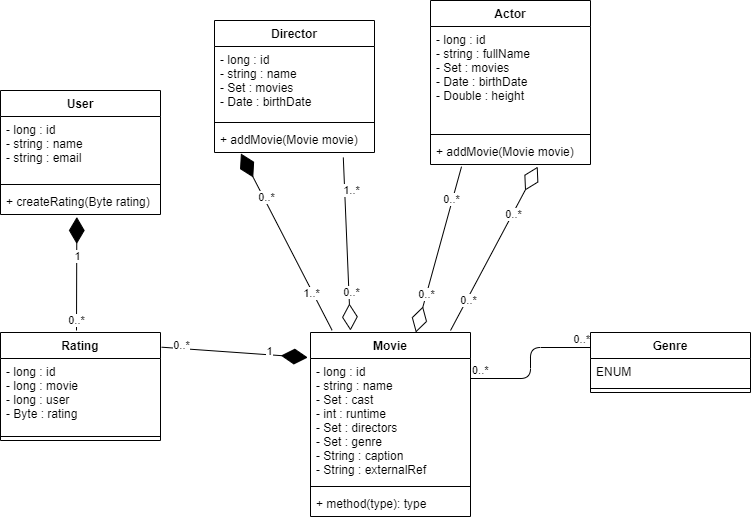 User
- long : id
- string : name
- string : email
+ createRating(Byte rating)
Director
- long : id
- string : name
- Set : movies
- Date : birthDate
+ addMovie(Movie movie)
Actor
- long : id
- string : fullName
- Set : movies
- Date : birthDate
- Double : height
+ addMovie(Movie movie)
1
0..*
0..*
1..*
1..*
0..*
0..*
0..*
0..*
0..*
Rating
- long : id
- long : movie
- long : user
- Byte : rating
0..*
1
Movie
- long : id
- string : name
- Set : cast
- int : runtime
- Set : directors
- Set : genre
- String : caption
- String : externalRef
+ method(type): type
0..*
0..*
Genre
ENUM